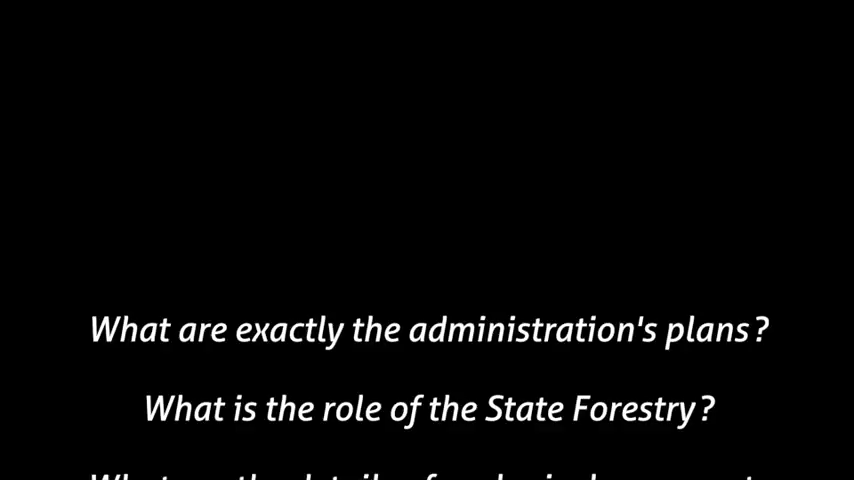 What are exactly the administration's plans?
What is the role of the State Forestry?